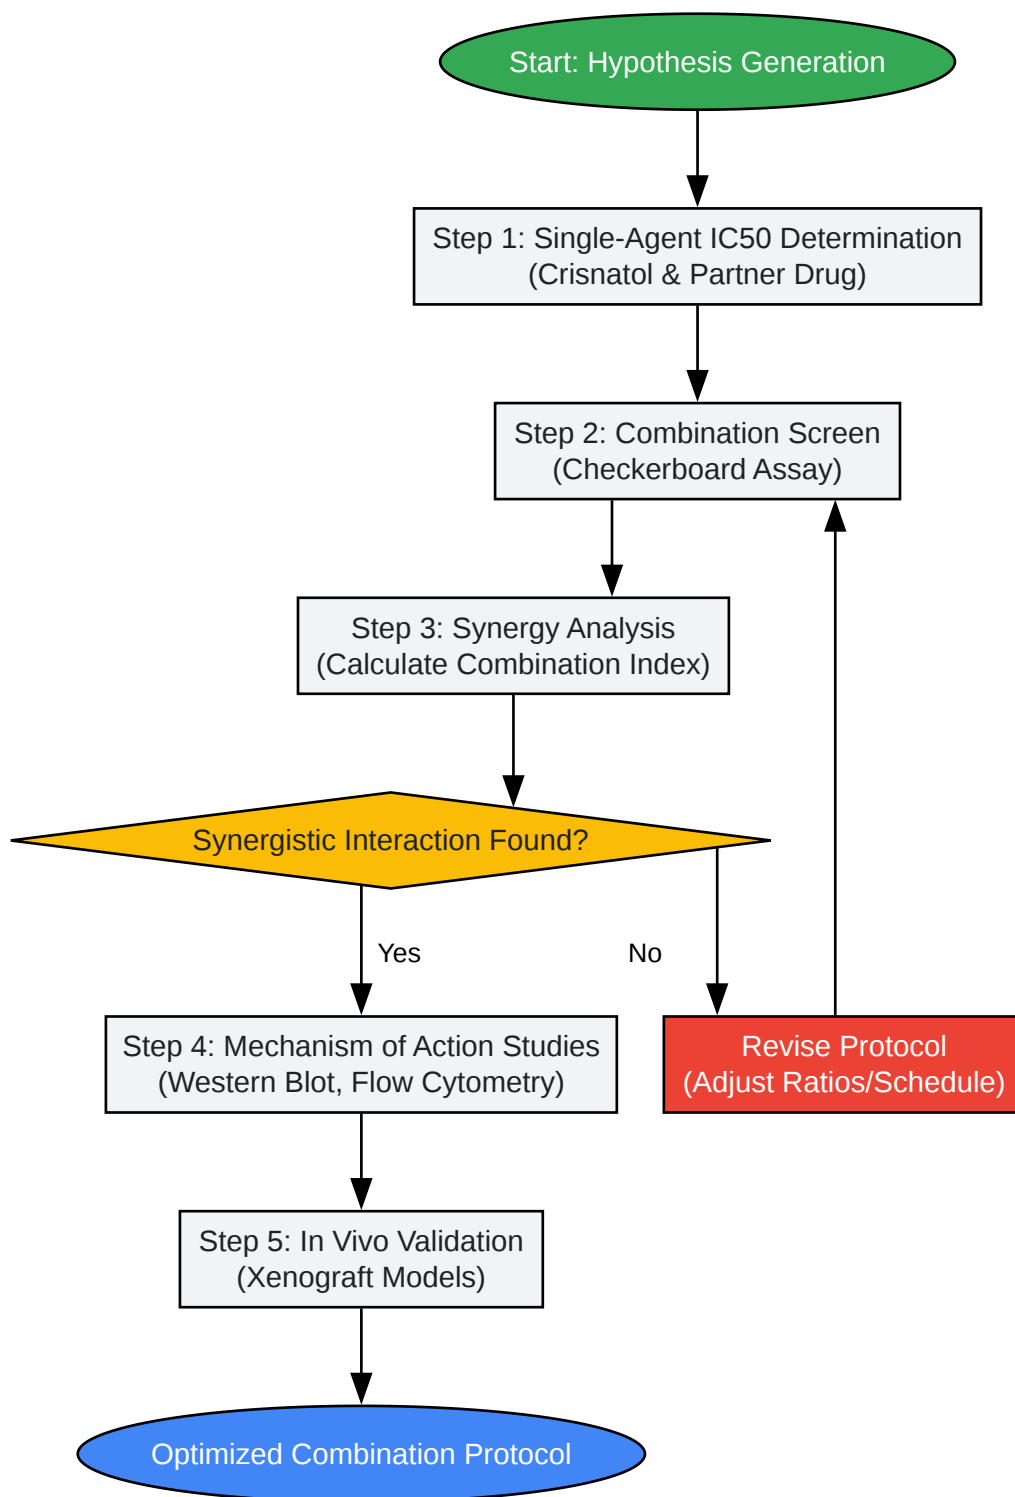 Start: Hypothesis Generation
Step 1: Single-Agent IC50 Determination
(Crisnatol & Partner Drug)
Step 2: Combination Screen
(Checkerboard Assay)
Step 3: Synergy Analysis
(Calculate Combination Index)
Synergistic Interaction Found?
Yes
No
Step 4: Mechanism of Action Studies
(Western Blot, Flow Cytometry)
Revise Protocol
(Adjust Ratios/Schedule)
Step 5: In Vivo Validation
(Xenograft Models)
Optimized Combination Protocol